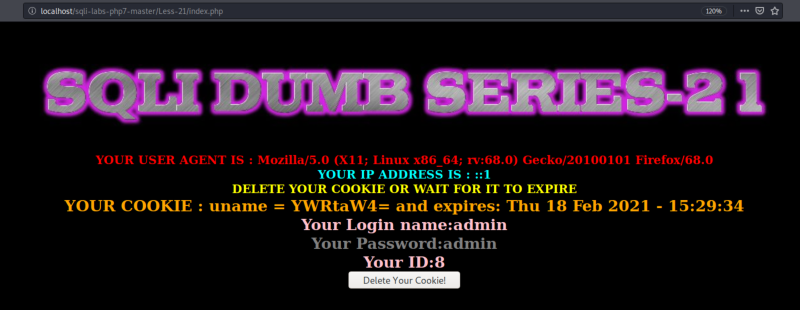 localhost/sqli-labs-php7-master/Less-21/index.php 120%
SQLI DUMB SERIES-21
YOUR USER AGENT IS : Mozilla/5.0 (X11; Linux x86_64; rv:68.0) Gecko/20100101 Firefox/68.0
YOUR IP ADDRESS IS : ::1
DELETE YOUR COOKIE OR WAIT FOR IT TO EXPIRE
YOUR COOKIE : uname = YWRtaW4= and expires: Thu 18 Feb 2021 - 15:29:34
Your Login name:admin
Your Password:admin
Your ID:8
Delete Your Cookie!